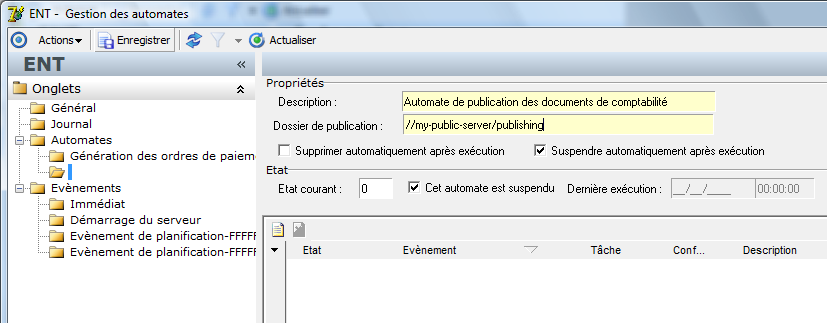 ENT - Gestion des automates
Actions Enregistrer Actualiser
ENT
Onglets
Général
Journal
Automates
Génération des ordres de paiem
Evènements
Immédiat
Démarrage du serveur
Evènement de planification-FFFFF
Evènement de planification-FFFFF
Propriétés
Description : Automate de publication des documents de comptabilité
Dossier de publication : //my-public-server/publishing
Supprimer automatiquement après exécution Suspendre automatiquement après exécution
Etat
Etat courant : 0 Cet automate est suspendu Dernière exécution : __/__/____ 00:00:00
Etat Evènement Tâche Conf... Description